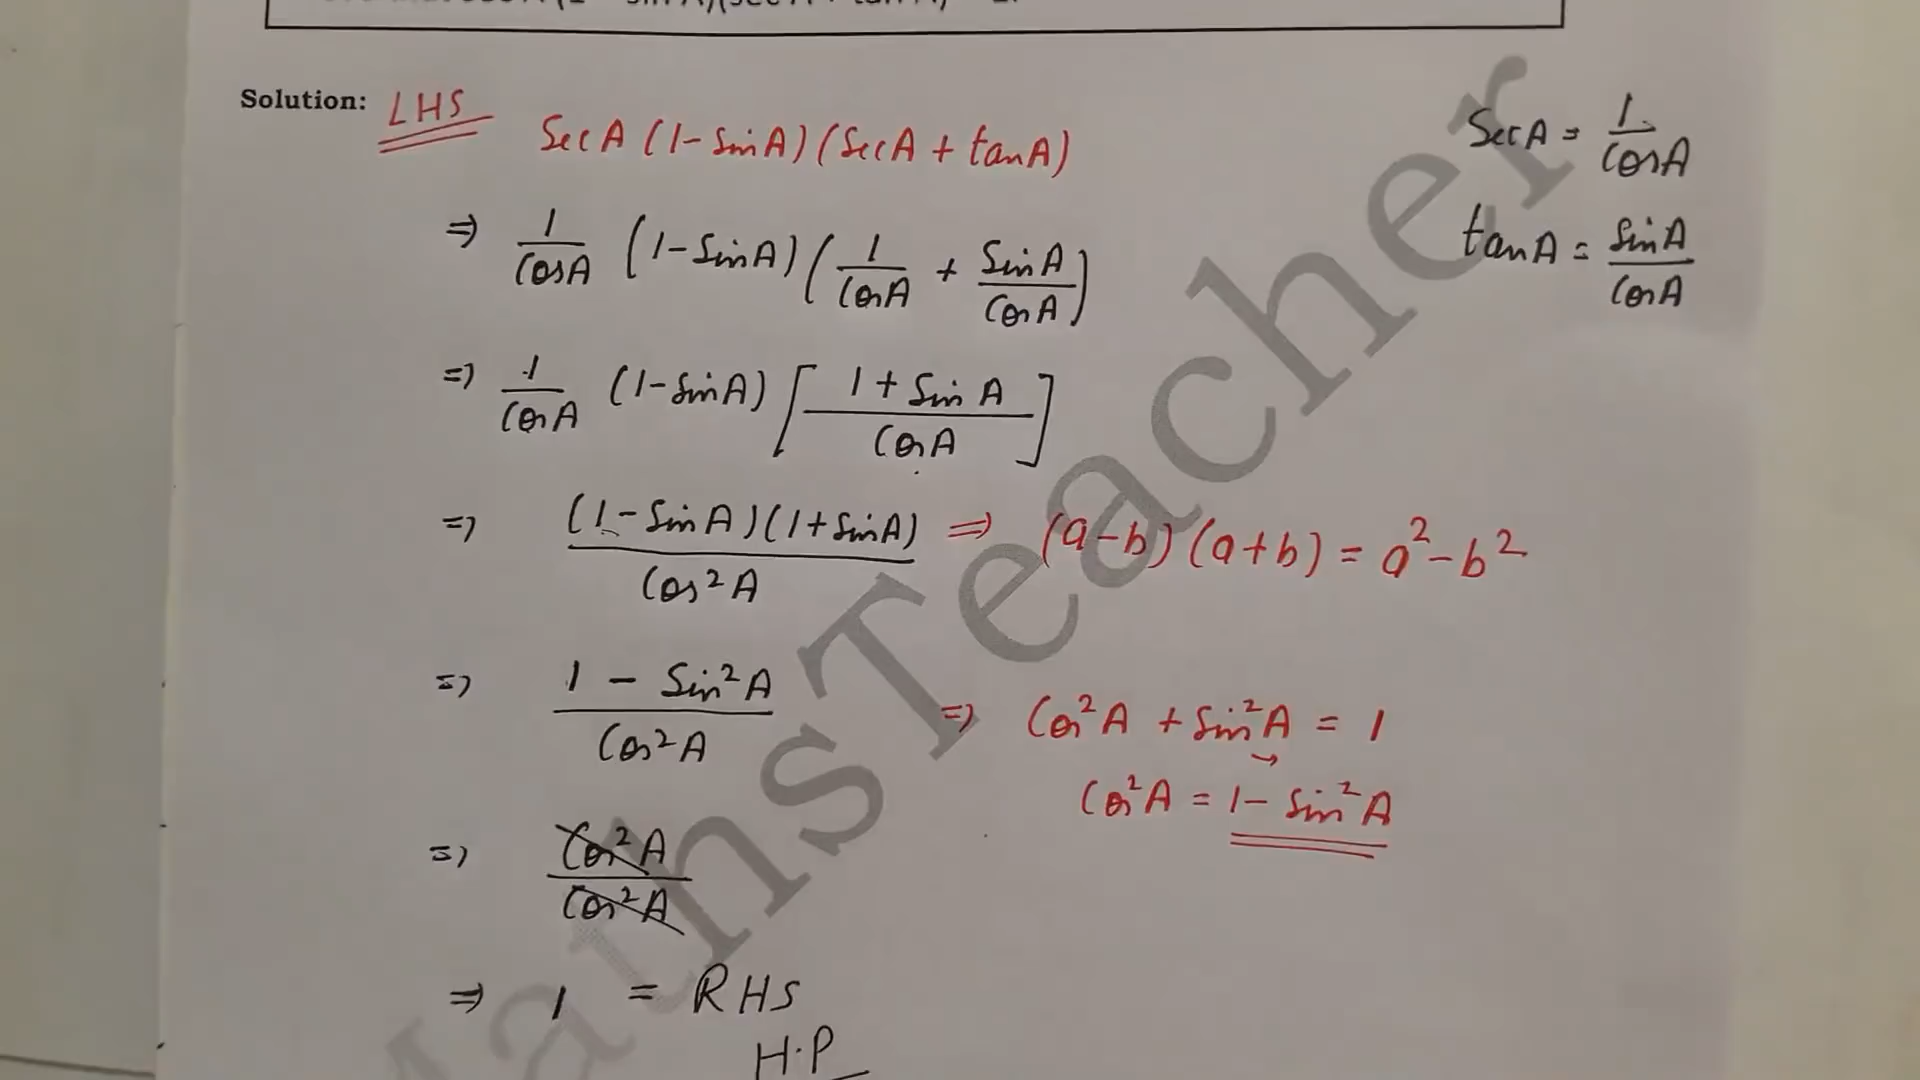 Solution: LHS
Sec A (1 - Sin A) (Sec A + tan A)
Sec A = 1/Cos A
tan A = Sin A/Cos A
⇒ 1/Cos A (1 - Sin A) (1/Cos A + Sin A/Cos A)
⇒ 1/Cos A (1 - Sin A) [(1 + Sin A)/Cos A]
⇒ (1 - Sin A)(1 + Sin A)/Cos² A ⇒ (a - b) (a + b) = a² - b²
⇒ (1 - Sin² A)/Cos² A ⇒ Cos² A + Sin² A = 1
Cos² A = 1 - Sin² A
⇒ Cos² A/Cos² A
⇒ 1 = RHS
H.P
MathsTeacher